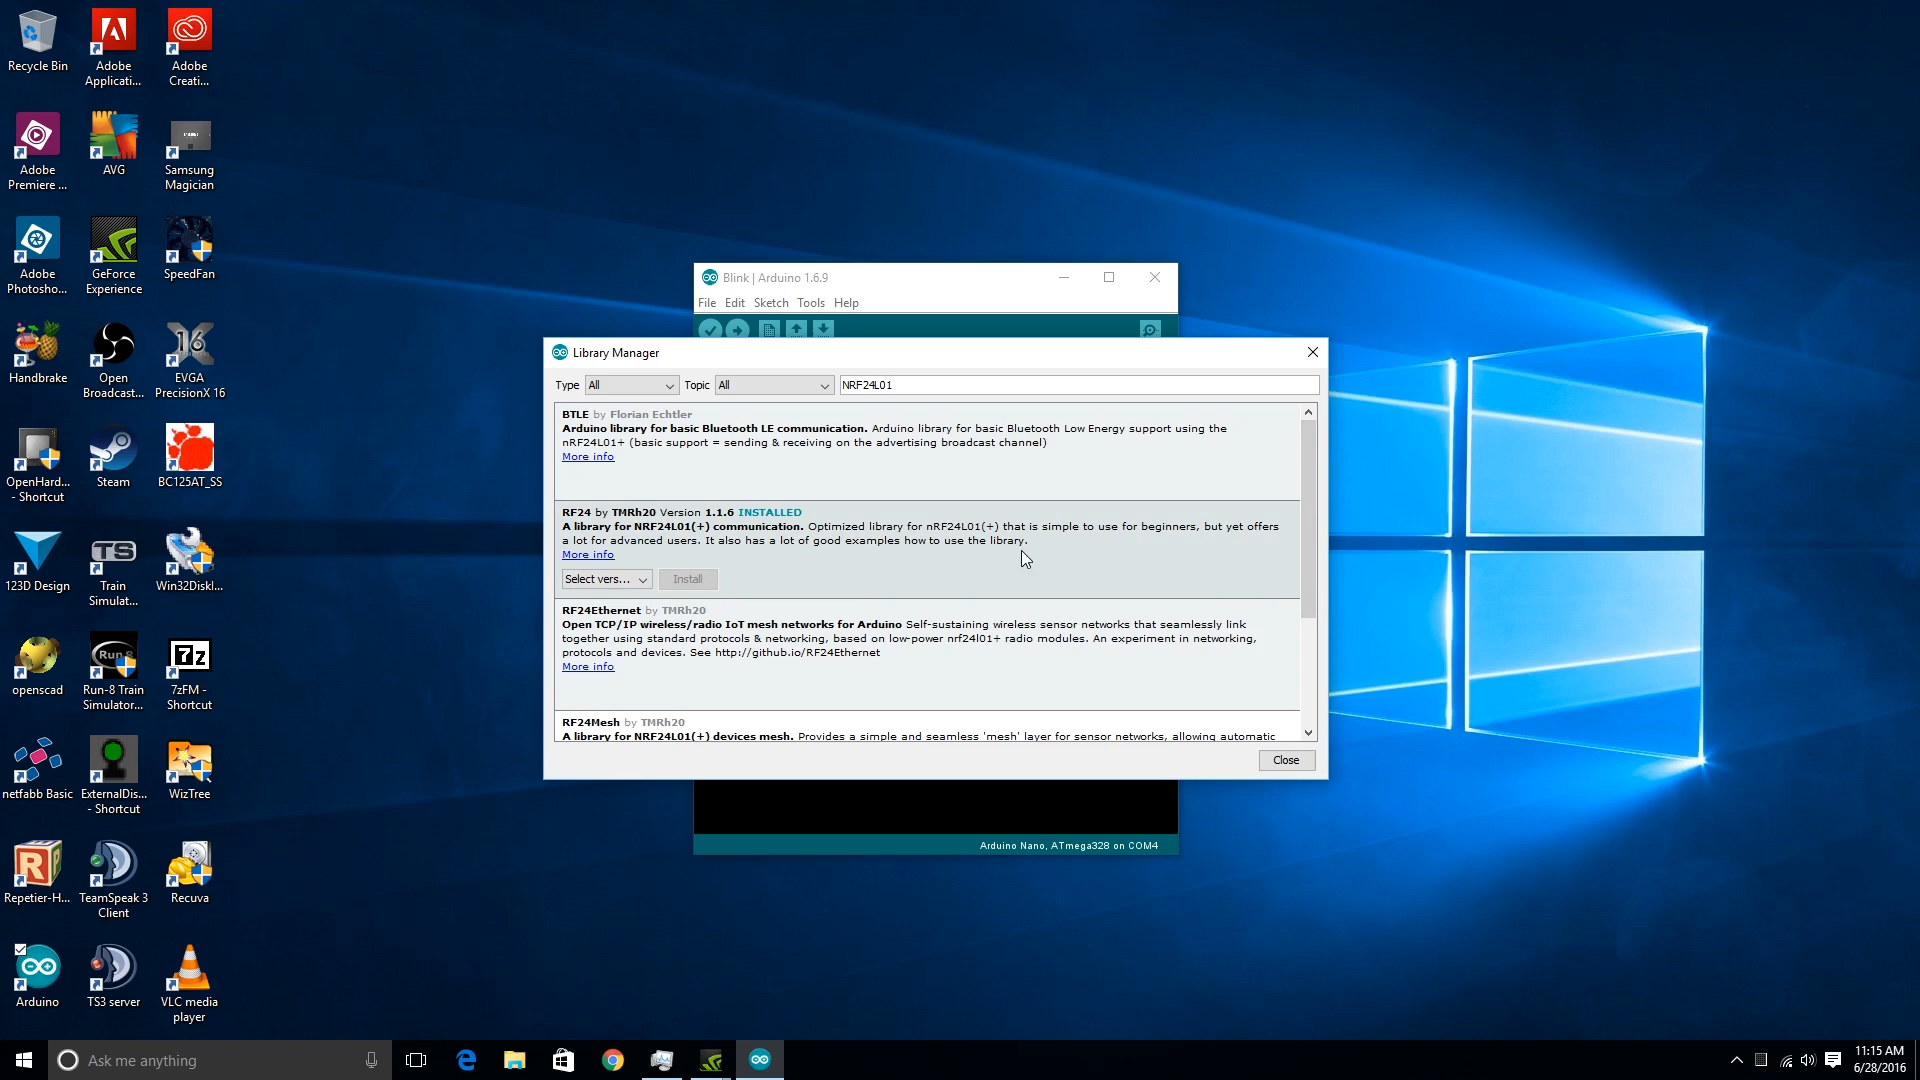 Recycle Bin
Adobe Applicati...
Adobe Creati...
Adobe Premiere ...
AVG
Samsung Magician
Adobe Photosho...
GeForce Experience
SpeedFan
Handbrake
Open Broadcast...
EVGA PrecisionX 16
OpenHard... - Shortcut
Steam
BC125AT_SS
123D Design
Train Simulat...
Win32DiskI...
openscad
Run-8 Train Simulator...
7zFM - Shortcut
netfabb Basic
ExternalDis... - Shortcut
WizTree
Repetier-H...
TeamSpeak 3 Client
Recuva
Arduino
TS3 server
VLC media player
Blink | Arduino 1.6.9
File Edit Sketch Tools Help
Library Manager
Type All Topic All NRF24L01
BTLE by Florian Echtler
Arduino library for basic Bluetooth LE communication. Arduino library for basic Bluetooth Low Energy support using the
nRF24L01+ (basic support = sending & receiving on the advertising broadcast channel)
More info
RF24 by TMRh20 Version 1.1.6 INSTALLED
A library for NRF24L01(+) communication. Optimized library for nRF24L01(+) that is simple to use for beginners, but yet offers
a lot for advanced users. It also has a lot of good examples how to use the library.
More info
Select vers... Install
RF24Ethernet by TMRh20
Open TCP/IP wireless/radio IoT mesh networks for Arduino Self-sustaining wireless sensor networks that seamlessly link
together using standard protocols & networking, based on low-power nrf24l01+ radio modules. An experiment in networking,
protocols and devices. See http://github.io/RF24Ethernet
More info
RF24Mesh by TMRh20
A library for NRF24L01(+) devices mesh. Provides a simple and seamless 'mesh' layer for sensor networks, allowing automatic
Close
Arduino Nano, ATmega328 on COM4
Ask me anything
11:15 AM
6/28/2016